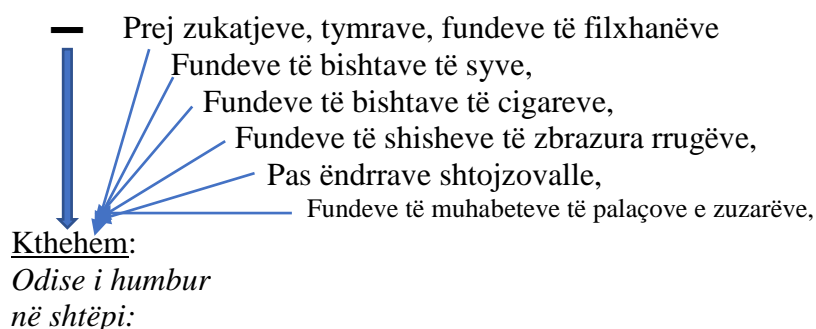 – Prej zukatjeve, tymrave, fundeve të filxhanëve
Fundeve të bishtave të syve,
Fundeve të bishtave të cigareve,
Fundeve të shisheve të zbrazura rrugëve,
Pas ëndrrave shtojzovalle,
Fundeve të muhabeteve të palaçove e zuzarëve,
Kthehem:
Odise i humbur
në shtëpi: